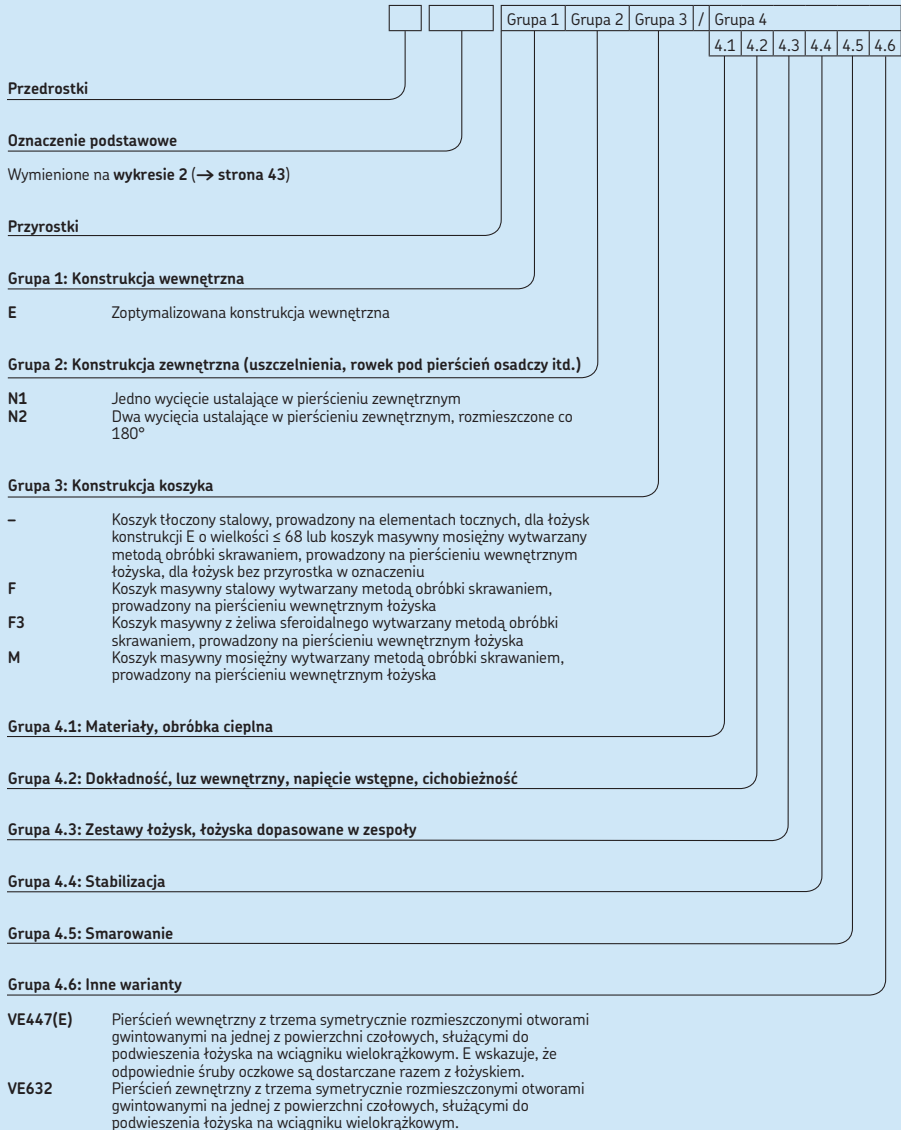 Grupa 1 Grupa 2 Grupa 3 / Grupa 4
4.1 4.2 4.3 4.4 4.5 4.6
Przedrostki
Oznaczenie podstawowe
Wymienione na wykresie 2 (→ strona 43)
Przyrostki
Grupa 1: Konstrukcja wewnętrzna
E Zoptymalizowana konstrukcja wewnętrzna
Grupa 2: Konstrukcja zewnętrzna (uszczelnienia, rowek pod pierścień osadczy itd.)
N1 Jedno wycięcie ustalające w pierścieniu zewnętrznym
N2 Dwa wycięcia ustalające w pierścieniu zewnętrznym, rozmieszczone co
180°
Grupa 3: Konstrukcja koszyka
– Koszyk tłoczony stalowy, prowadzony na elementach tocznych, dla łożysk
konstrukcji E o wielkości ≤ 68 lub koszyk masywny mosiężny wytwarzany
metodą obróbki skrawaniem, prowadzony na pierścieniu wewnętrznym
łożyska, dla łożysk bez przyrostka w oznaczeniu
F Koszyk masywny stalowy wytwarzany metodą obróbki skrawaniem,
prowadzony na pierścieniu wewnętrznym łożyska
F3 Koszyk masywny z żeliwa sferoidalnego wytwarzany metodą obróbki
skrawaniem, prowadzony na pierścieniu wewnętrznym łożyska
M Koszyk masywny mosiężny wytwarzany metodą obróbki skrawaniem,
prowadzony na pierścieniu wewnętrznym łożyska
Grupa 4.1: Materiały, obróbka cieplna
Grupa 4.2: Dokładność, luz wewnętrzny, napięcie wstępne, cichobieżność
Grupa 4.3: Zestawy łożysk, łożyska dopasowane w zespoły
Grupa 4.4: Stabilizacja
Grupa 4.5: Smarowanie
Grupa 4.6: Inne warianty
VE447(E) Pierścień wewnętrzny z trzema symetrycznie rozmieszczonymi otworami
gwintowanymi na jednej z powierzchni czołowych, służącymi do
podwieszenia łożyska na wciągniku wielokrążkowym. E wskazuje, że
odpowiednie śruby oczkowe są dostarczane razem z łożyskiem.
VE632 Pierścień zewnętrzny z trzema symetrycznie rozmieszczonymi otworami
gwintowanymi na jednej z powierzchni czołowych, służącymi do
podwieszenia łożyska na wciągniku wielokrążkowym.